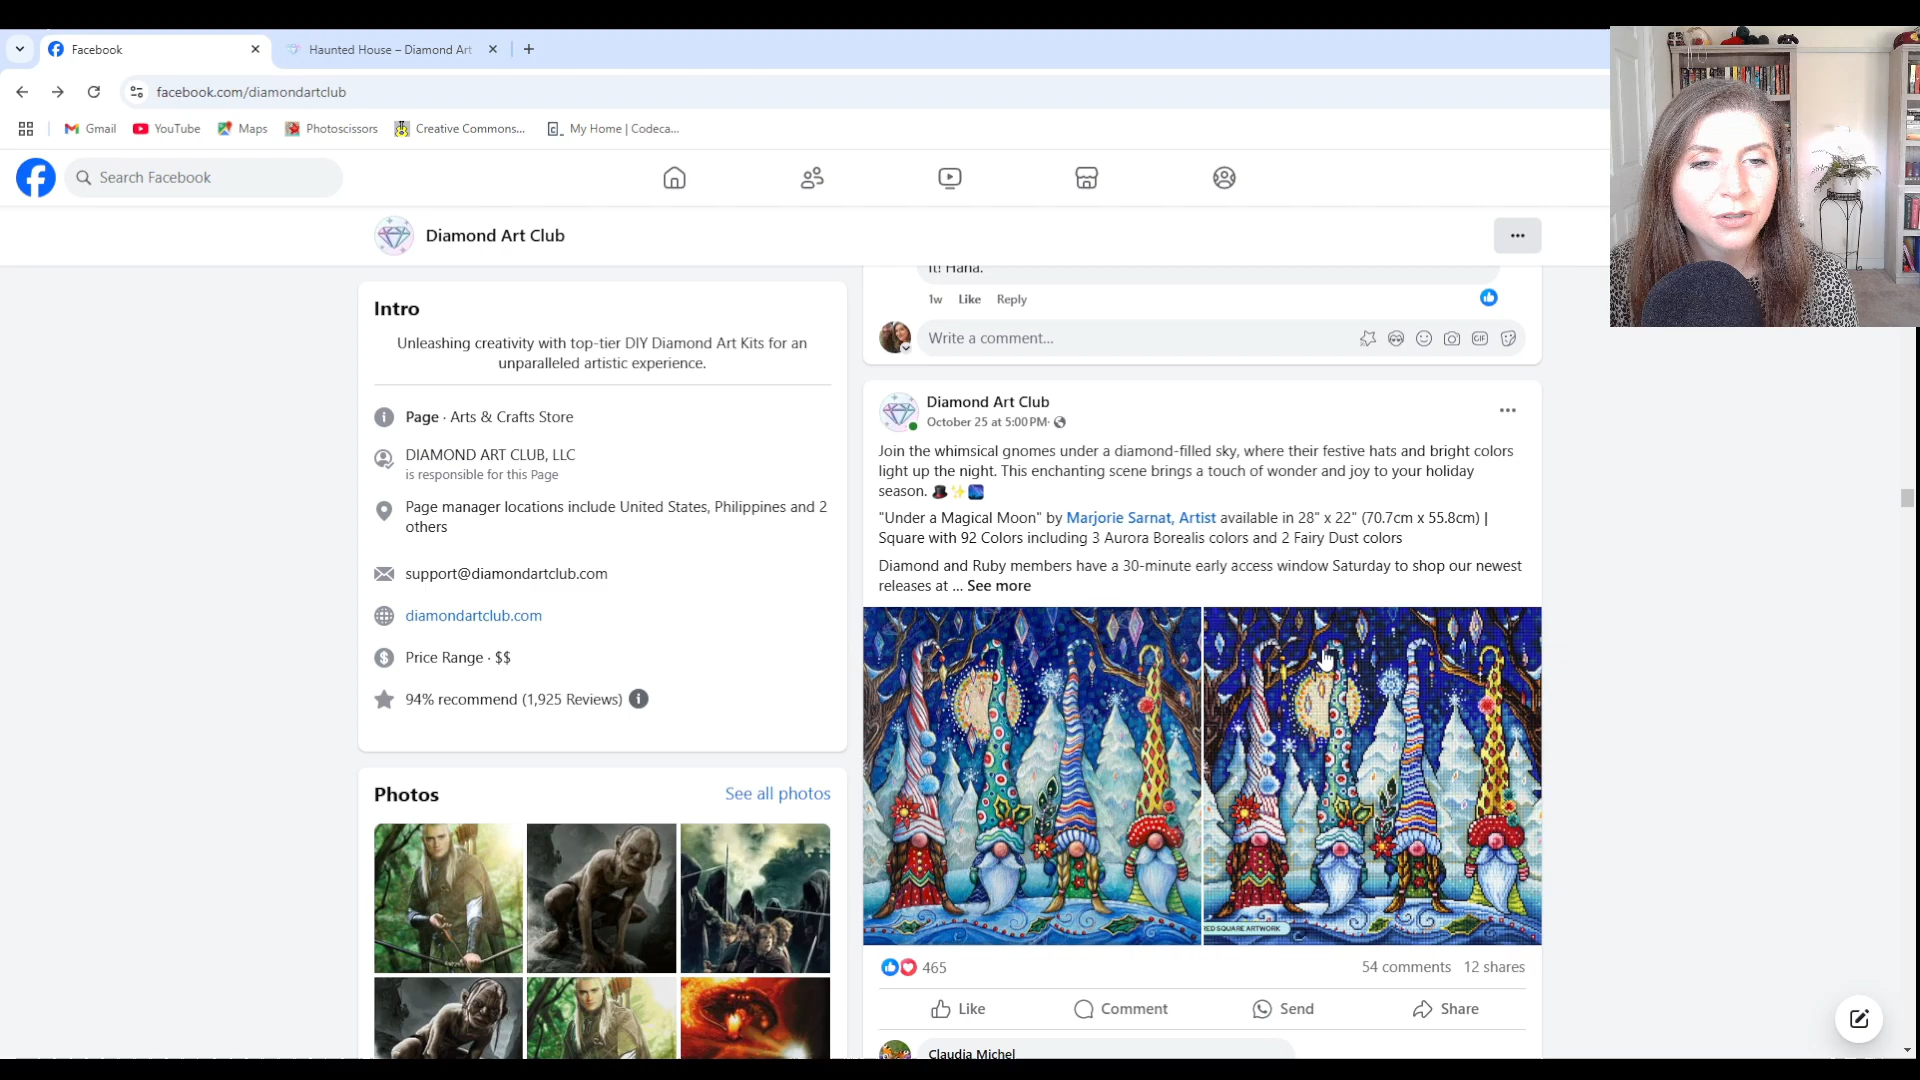 Facebook
Haunted House – Diamond Art
facebook.com/diamondartclub
Gmail
YouTube
Maps
Photoscissors
Creative Commons...
My Home | Codeca...
Search Facebook
Diamond Art Club
Intro
Unleashing creativity with top-tier DIY Diamond Art Kits for an
unparalleled artistic experience.
Page · Arts & Crafts Store
DIAMOND ART CLUB, LLC
is responsible for this Page
Page manager locations include United States, Philippines and 2
others
support@diamondartclub.com
diamondartclub.com
Price Range · $$
94% recommend (1,925 Reviews)
Photos
See all photos
it! Haha.
1w Like Reply
Write a comment...
GIF
Diamond Art Club
October 25 at 5:00 PM ·
Join the whimsical gnomes under a diamond-filled sky, where their festive hats and bright colors
light up the night. This enchanting scene brings a touch of wonder and joy to your holiday
season.
"Under a Magical Moon" by Marjorie Sarnat, Artist available in 28" x 22" (70.7cm x 55.8cm) |
Square with 92 Colors including 3 Aurora Borealis colors and 2 Fairy Dust colors
Diamond and Ruby members have a 30-minute early access window Saturday to shop our newest
releases at ... See more
RED SQUARE ARTWORK
465
54 comments 12 shares
Like
Comment
Send
Share
Claudia Michel